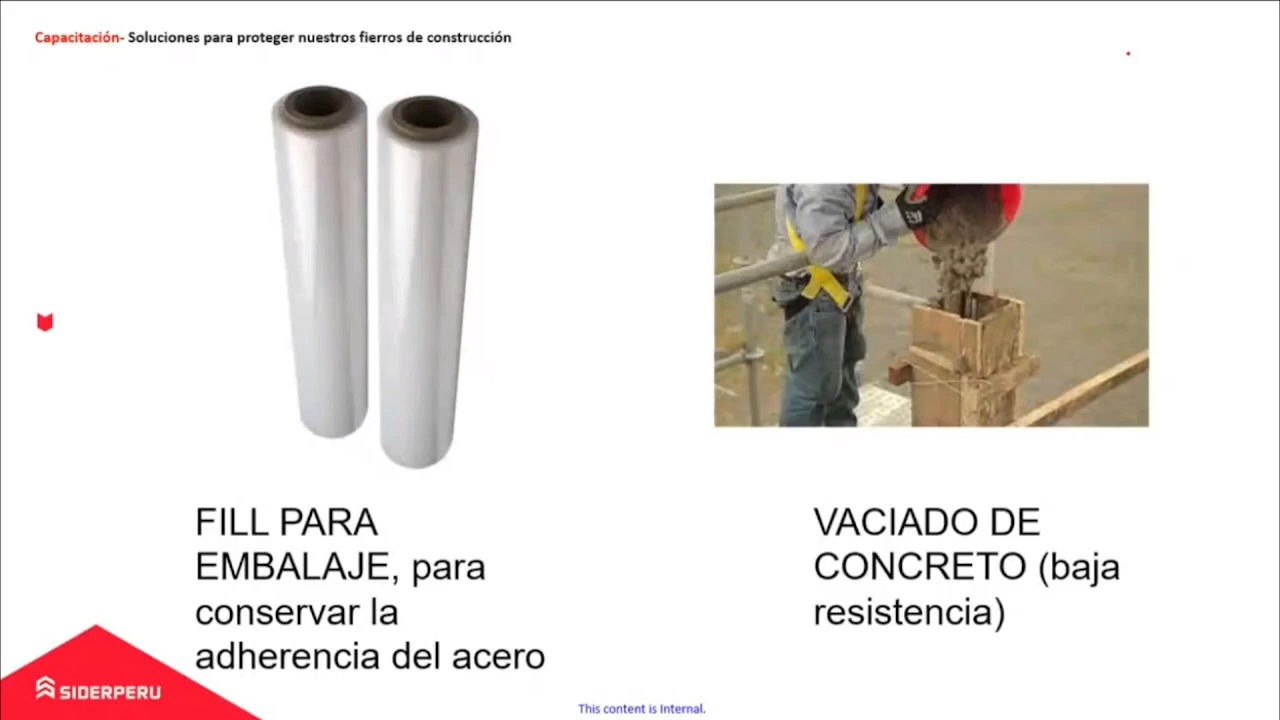 Capacitación- Soluciones para proteger nuestros fierros de construcción
FILL PARA
EMBALAJE, para
conservar la
adherencia del acero
VACIADO DE
CONCRETO (baja
resistencia)
SIDERPERU
This content is Internal.